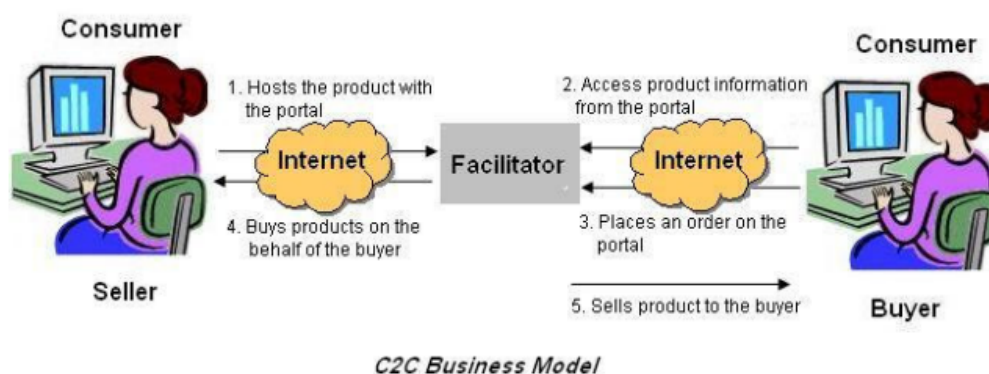 Consumer
Consumer
1. Hosts the product with
the portal
2. Access product information
from the portal
Internet
Facilitator
Internet
4. Buys products on the
behalf of the buyer
3. Places an order on the
portal
Seller
5. Sells product to the buyer
Buyer
C2C Business Model